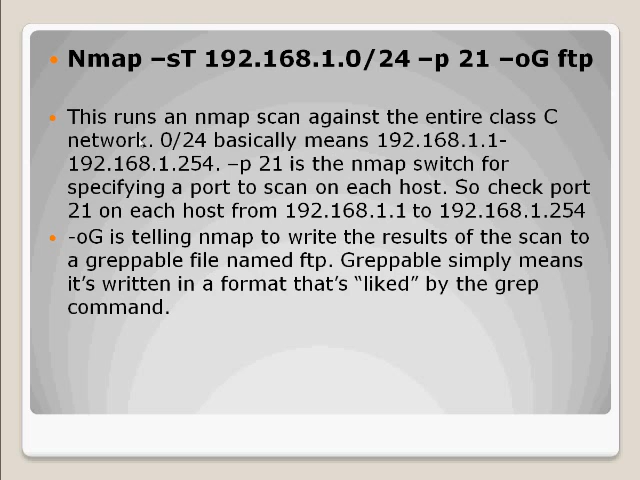 Nmap –sT 192.168.1.0/24 –p 21 –oG ftp
This runs an nmap scan against the entire class C
network. 0/24 basically means 192.168.1.1-
192.168.1.254. –p 21 is the nmap switch for
specifying a port to scan on each host. So check port
21 on each host from 192.168.1.1 to 192.168.1.254
-oG is telling nmap to write the results of the scan to
a greppable file named ftp. Greppable simply means
it’s written in a format that’s “liked” by the grep
command.